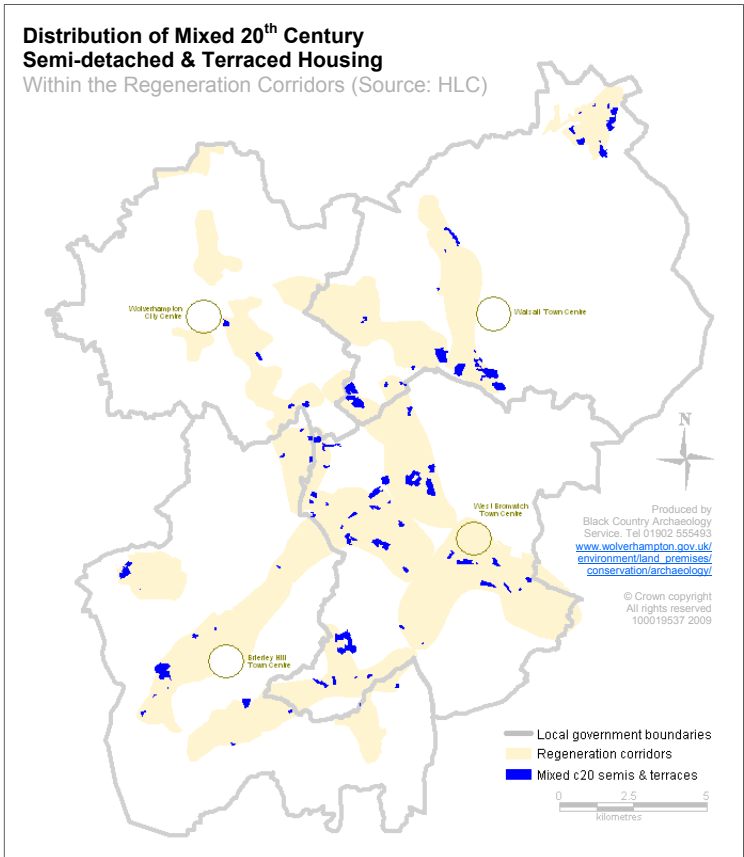 Distribution of Mixed 20th Century
Semi-detached & Terraced Housing
Within the Regeneration Corridors (Source: HLC)
Wolverhampton
City Centre
Walsall Town Centre
N
West Bromwich
Town Centre
Produced by
Black Country Archaeology
Service. Tel 01902 555493
www.wolverhampton.gov.uk/
environment/land_premises/
conservation/archaeology/
© Crown copyright
All rights reserved
100019537 2009
Brierley Hill
Town Centre
Local government boundaries
Regeneration corridors
Mixed c20 semis & terraces
0 2.5 5
kilometres